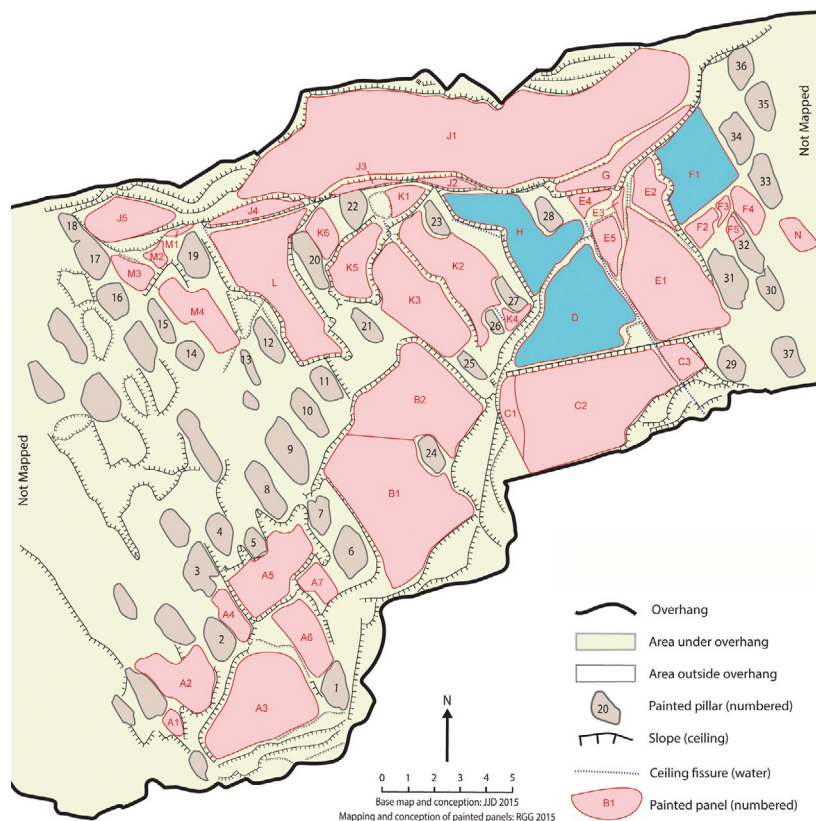 36
35
Not Mapped
34
J1
33
F1
J3
G
E2
J2
K1
22
E4
F3
F4
J5
J4
23
28
E3
18
H
F2
F5
N
M1
K6
E5
32
17
M2
19
20
K5
K2
M3
L
31
30
16
E1
K3
27
M4
15
K4
26
D
21
12
14
13
25
C3
29
37
11
B2
C1
C2
10
9
24
Not Mapped
B1
8
7
4
5
6
3
A5
A7
A4
2
A6
A2
1
A3
A1
N
0 1 2 3 4 5
Base map and conception: JJD 2015
Mapping and conception of painted panels: RGG 2015
Overhang
Area under overhang
Area outside overhang
20
Painted pillar (numbered)
Slope (ceiling)
Ceiling fissure (water)
B1
Painted panel (numbered)